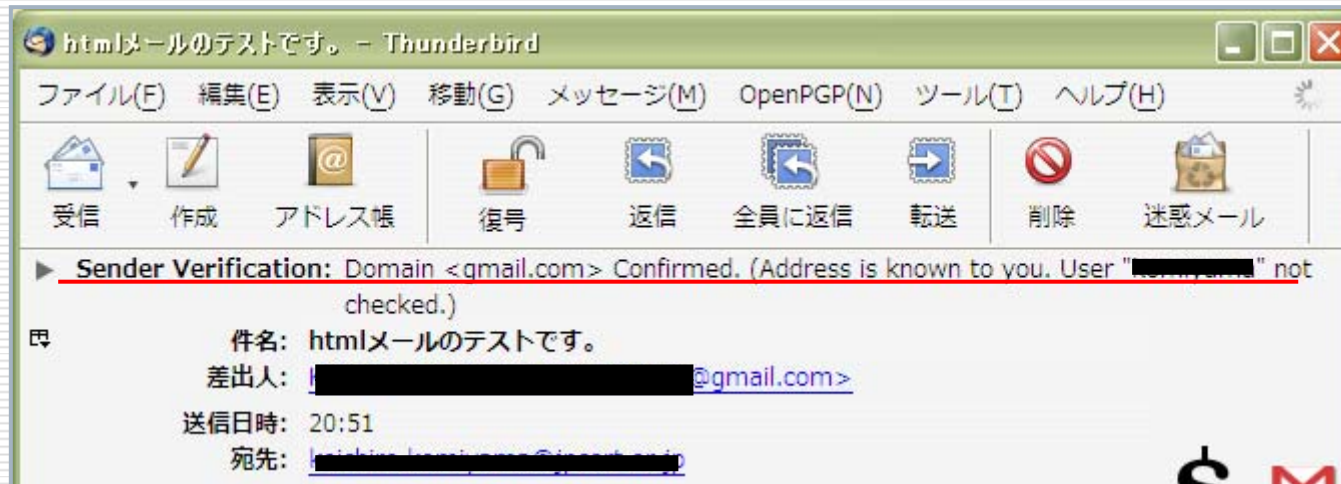 htmlメールのテストです。 - Thunderbird
ファイル(F) 編集(E) 表示(V) 移動(G) メッセージ(M) OpenPGP(N) ツール(T) ヘルプ(H)
受信 作成 アドレス帳 復号 返信 全員に返信 転送 削除 迷惑メール
Sender Verification: Domain <gmail.com> Confirmed. (Address is known to you. User "" not
checked.)
件名: htmlメールのテストです。
差出人: @gmail.com>
送信日時: 20:51
宛先: